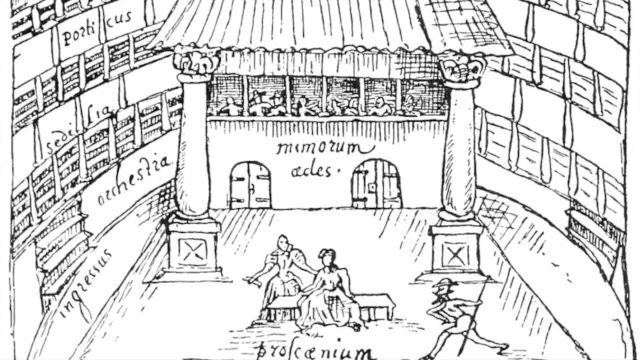 porticus
sedilia
orchestra
mimorum
ædes.
ingressus
proscænium